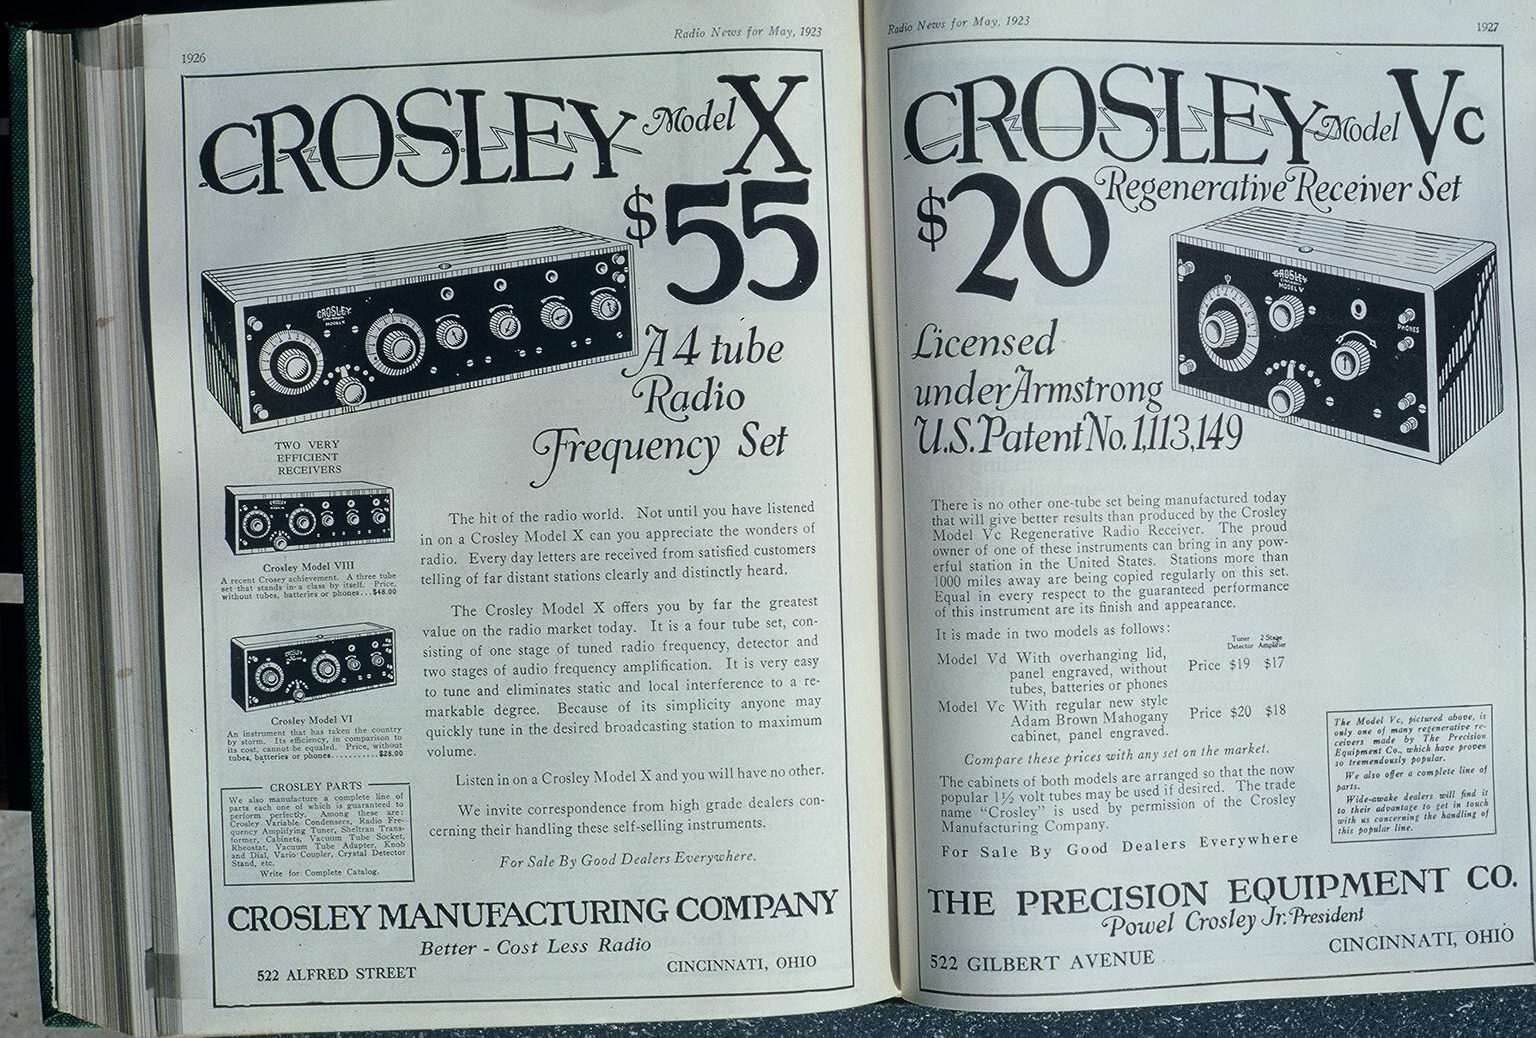 1926
Radio News for May, 1923
CROSLEY Model X
$55
CROSLEY
MODEL X
A 4 tube
Radio
Frequency Set
TWO VERY
EFFICIENT
RECEIVERS
Crosley Model VIII
A recent Crosey achievement. A three tube
set that stands in a class by itself. Price,
without tubes, batteries or phones...$48.00
Crosley Model VI
An instrument that has taken the country
by storm. Its efficiency, in comparison to
its cost, cannot be equaled. Price, without
tubes, batteries or phones...........$28.00
CROSLEY PARTS
We also manufacture a complete line of
parts each one of which is guaranteed to
perform perfectly. Among these are:
Crosley Variable Condensers, Radio Fre-
quency Amplifying Tuner, Sheltran Trans-
former, Cabinets, Vacuum Tube Socket,
Rheostat, Vacuum Tube Adapter, Knob
and Dial, Vario Coupler, Crystal Detector
Stand, etc.
Write for Complete Catalog.
The hit of the radio world. Not until you have listened
in on a Crosley Model X can you appreciate the wonders of
radio. Every day letters are received from satisfied customers
telling of far distant stations clearly and distinctly heard.
The Crosley Model X offers you by far the greatest
value on the radio market today. It is a four tube set, con-
sisting of one stage of tuned radio frequency, detector and
two stages of audio frequency amplification. It is very easy
to tune and eliminates static and local interference to a re-
markable degree. Because of its simplicity anyone may
quickly tune in the desired broadcasting station to maximum
volume.
Listen in on a Crosley Model X and you will have no other.
We invite correspondence from high grade dealers con-
cerning their handling these self-selling instruments.
For Sale By Good Dealers Everywhere.
CROSLEY MANUFACTURING COMPANY
Better - Cost Less Radio
522 ALFRED STREET
CINCINNATI, OHIO
Radio News for May, 1923
1927
CROSLEY Model Vc
$20 Regenerative Receiver Set
CROSLEY
MODEL V
PHONES
Licensed
under Armstrong
U.S. Patent No. 1,113,149
There is no other one-tube set being manufactured today
that will give better results than produced by the Crosley
Model Vc Regenerative Radio Receiver. The proud
owner of one of these instruments can bring in any pow-
erful station in the United States. Stations more than
1000 miles away are being copied regularly on this set.
Equal in every respect to the guaranteed performance
of this instrument are its finish and appearance.
It is made in two models as follows:
Tuner 2 Stage
Detector Amplifier
Model Vd With overhanging lid,
panel engraved, without Price $19 $17
tubes, batteries or phones
Model Vc With regular new style
Adam Brown Mahogany Price $20 $18
cabinet, panel engraved.
Compare these prices with any set on the market.
The cabinets of both models are arranged so that the now
popular 1½ volt tubes may be used if desired. The trade
name "Crosley" is used by permission of the Crosley
Manufacturing Company.
For Sale By Good Dealers Everywhere
The Model Vc, pictured above, is
only one of many regenerative re-
ceivers made by The Precision
Equipment Co., which have proven
so tremendously popular.
We also offer a complete line of
parts.
Wide-awake dealers will find it
to their advantage to get in touch
with us concerning the handling of
this popular line.
THE PRECISION EQUIPMENT CO.
Powel Crosley Jr. President
522 GILBERT AVENUE
CINCINNATI, OHIO